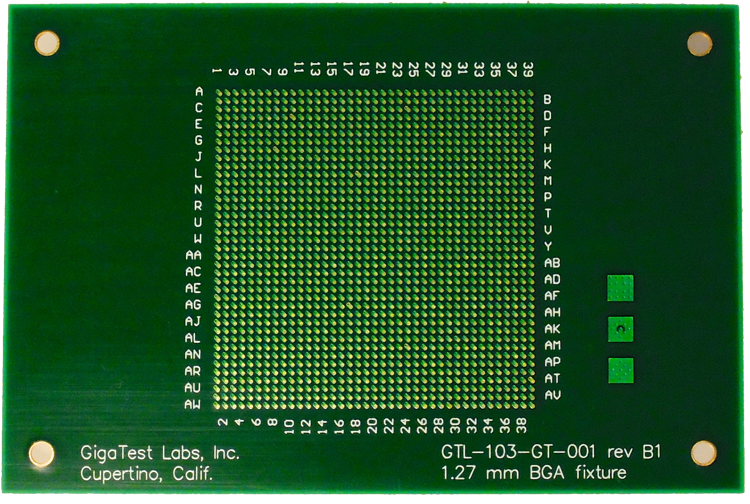 1 3 5 7 9 11 13 15 17 19 21 23 25 27 29 31 33 35 37 39
A
B
C
D
E
F
G
H
J
K
L
M
N
P
R
T
U
V
W
Y
AA
AB
AC
AD
AE
AF
AG
AH
AJ
AK
AL
AM
AN
AP
AR
AT
AU
AV
AW
2 4 6 8 10 12 14 16 18 20 22 24 26 28 30 32 34 36 38
GigaTest Labs, Inc.
Cupertino, Calif.
GTL-103-GT-001 rev B1
1.27 mm BGA fixture